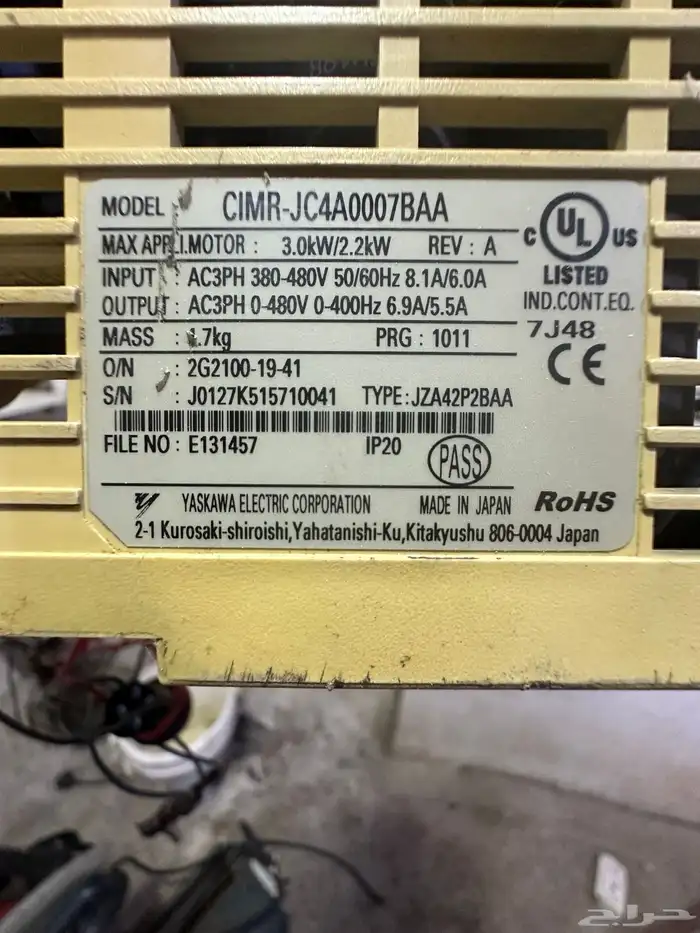 MODEL : CIMR-JC4A0007BAA
MAX APPLI.MOTOR : 3.0kW/2.2kW REV : A
INPUT : AC3PH 380-480V 50/60Hz 8.1A/6.0A
OUTPUT : AC3PH 0-480V 0-400Hz 6.9A/5.5A
MASS : .7kg PRG : 1011
O/N : 2G2100-19-41
S/N : J0127K515710041 TYPE : JZA42P2BAA
FILE NO : E131457 IP20 PASS
YASKAWA ELECTRIC CORPORATION MADE IN JAPAN RoHS
2-1 Kurosaki-shiroishi,Yahatanishi-Ku,Kitakyushu 806-0004 Japan
C UL US
LISTED
IND.CONT.EQ.
7J48
CE
حراج